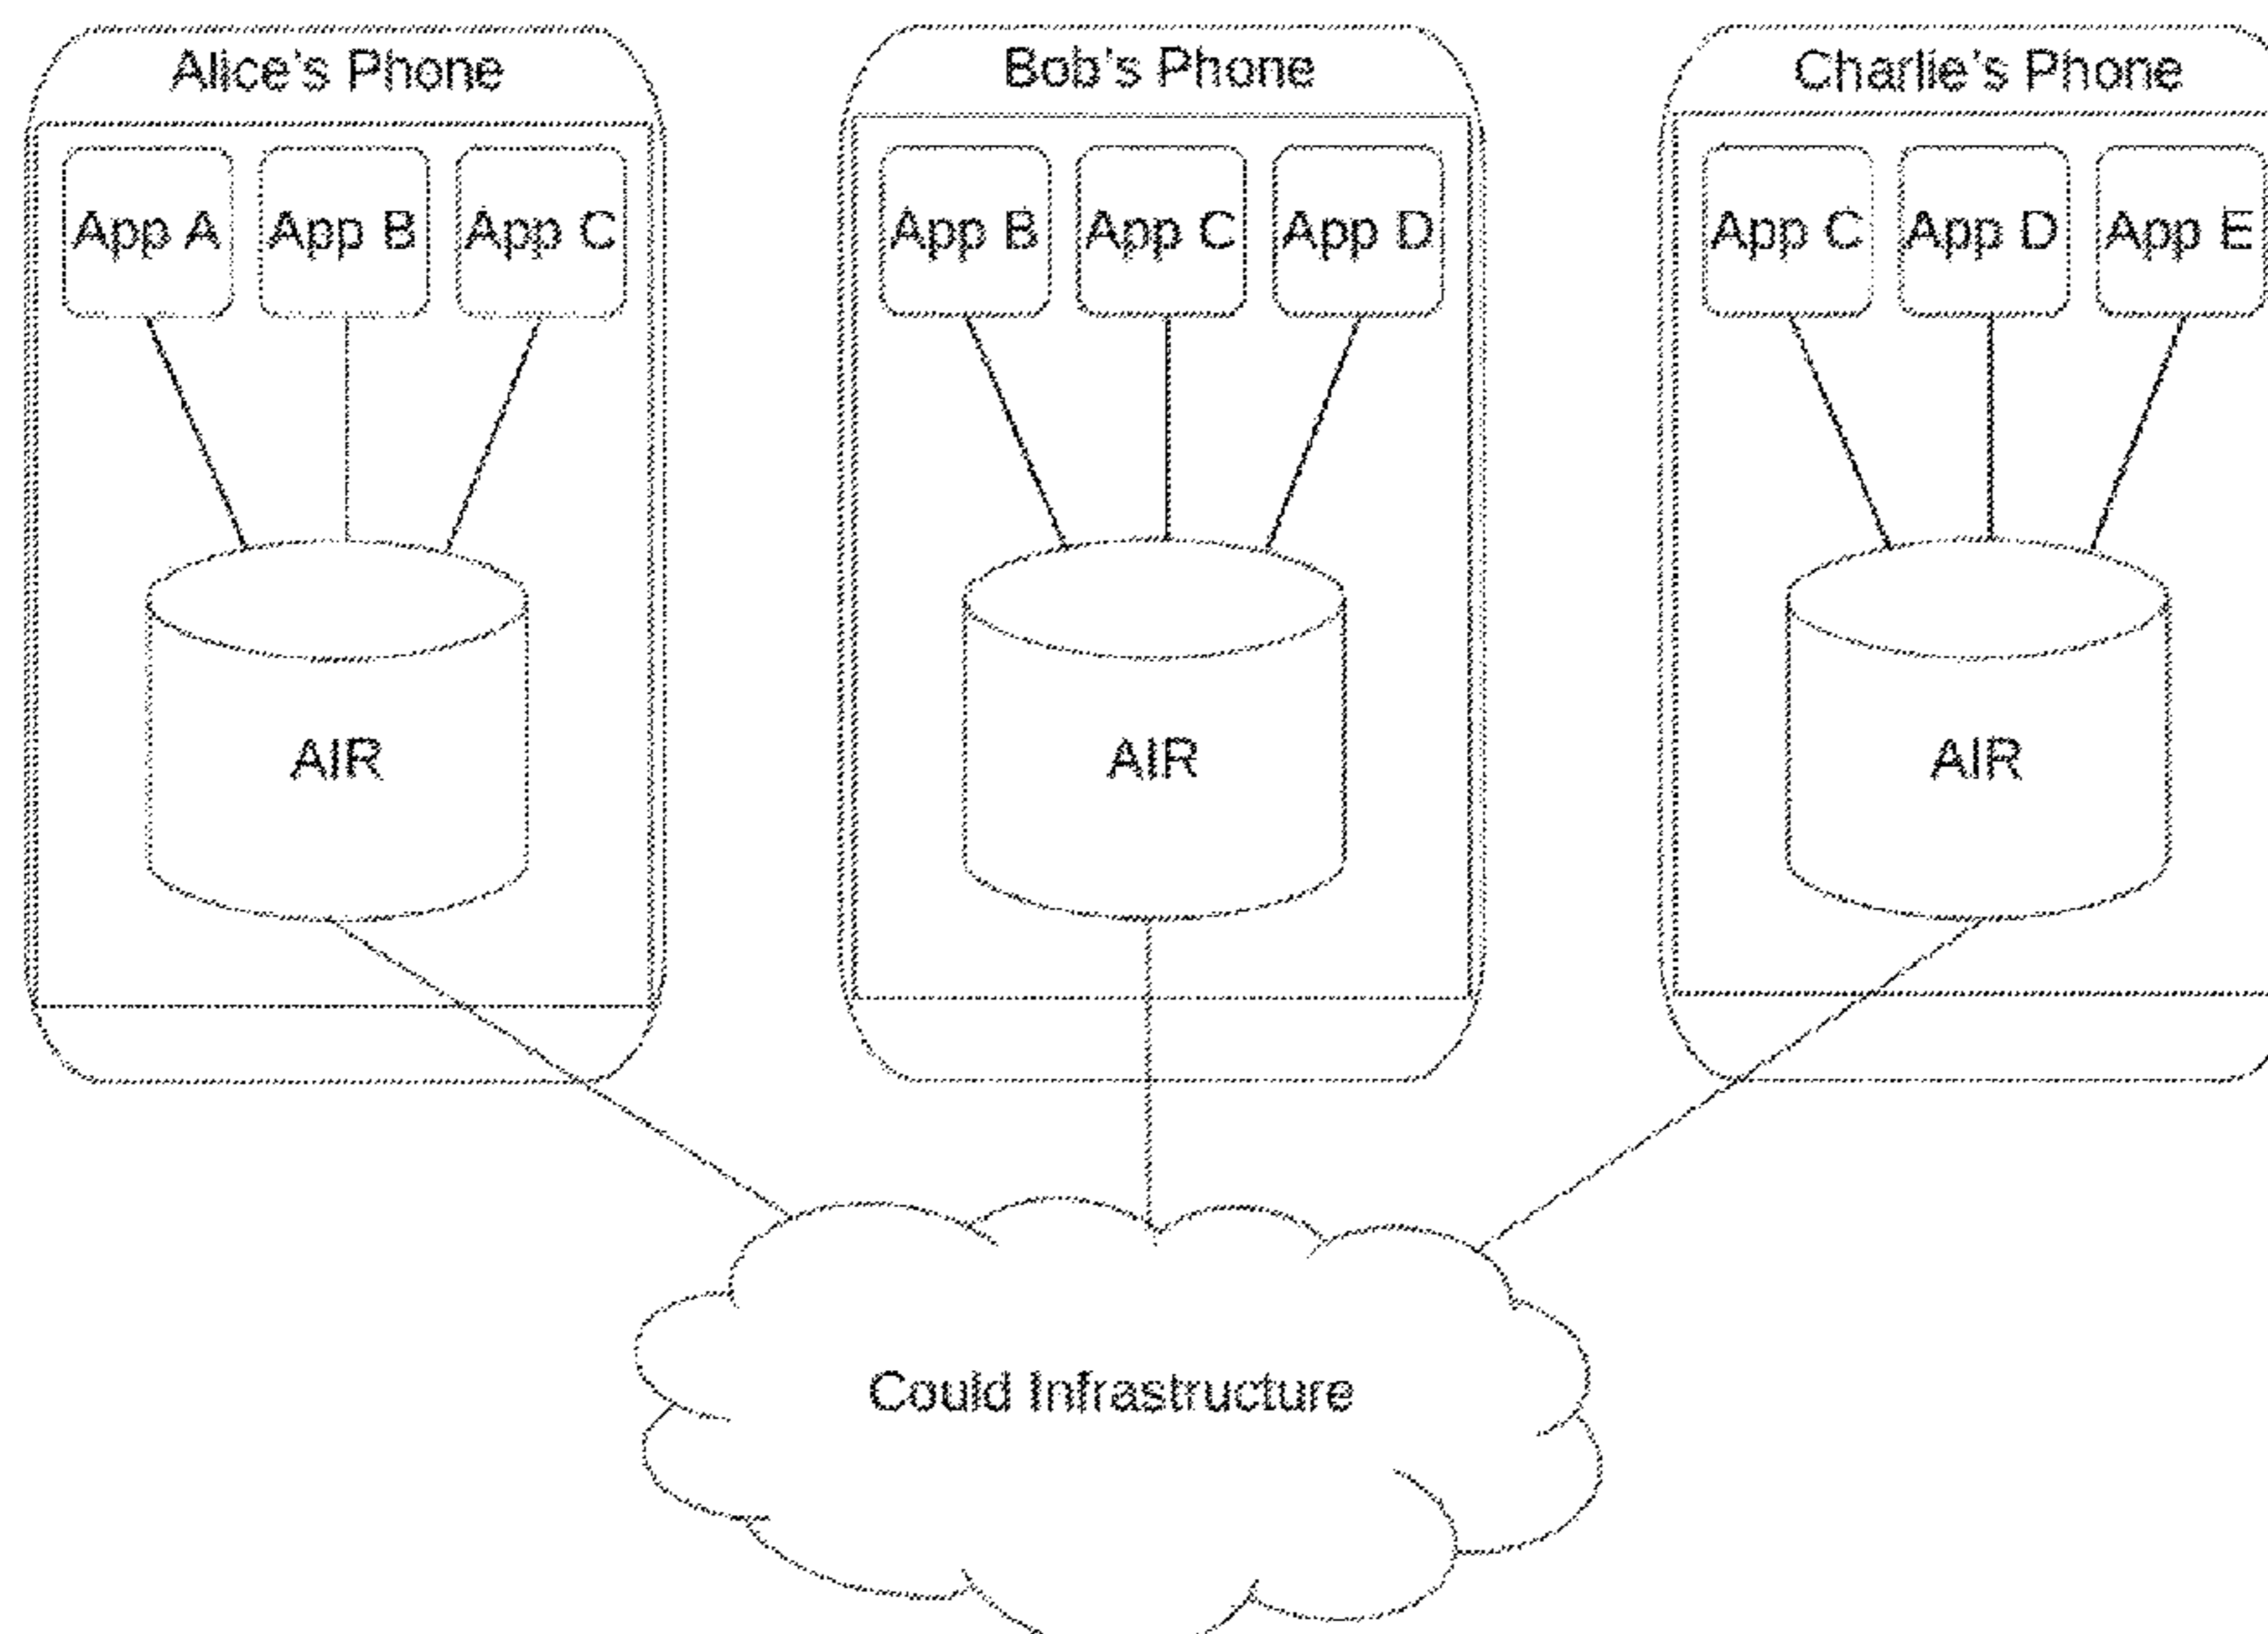 Alice's Phone
Bob's Phone
Charlie's Phone
App A
App B
App C
App B
App C
App D
App C
App D
App E
AIR
AIR
AIR
Could Infrastructure